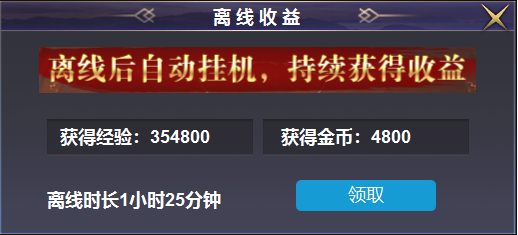 离线收益
离线后自动挂机，持续获得收益
获得经验：354800 获得金币：4800
离线时长1小时25分钟
领取